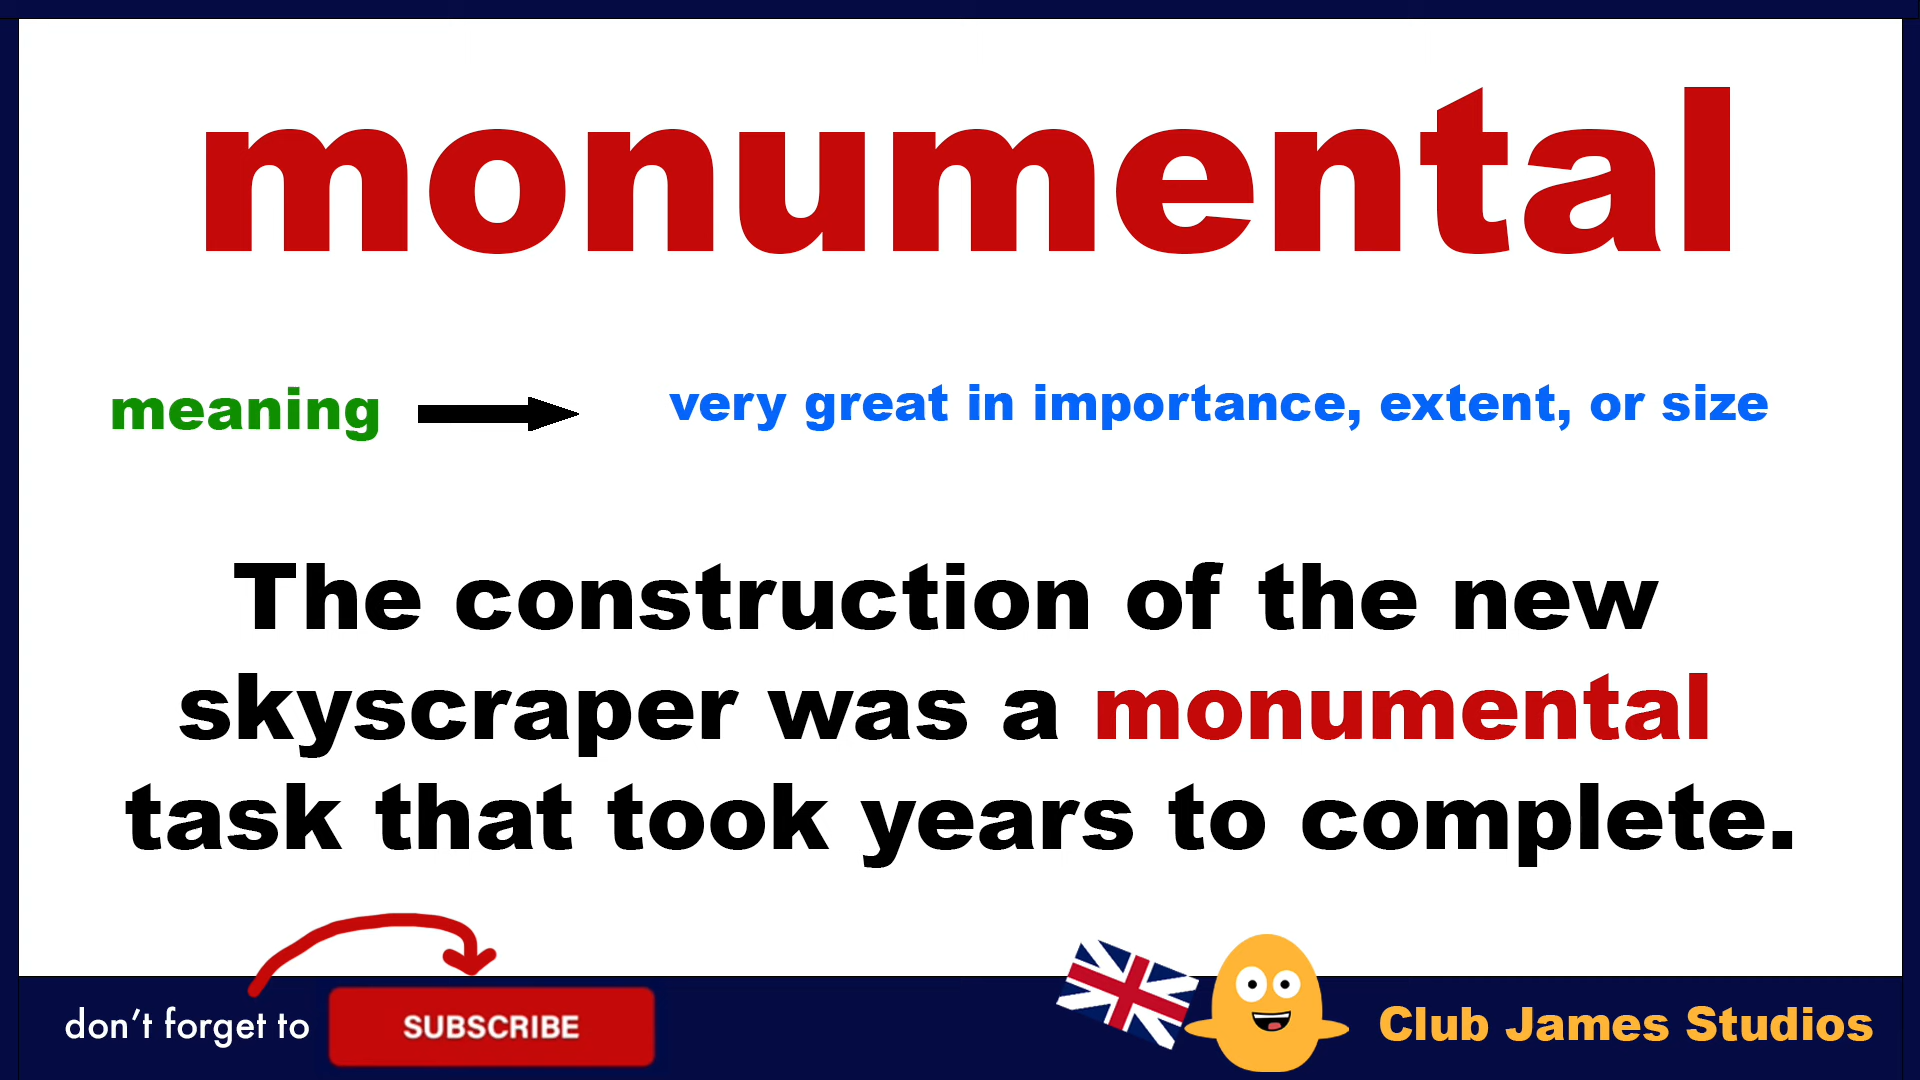 monumental
meaning
very great in importance, extent, or size
The construction of the new
skyscraper was a monumental
task that took years to complete.
don't forget to
SUBSCRIBE
Club James Studios